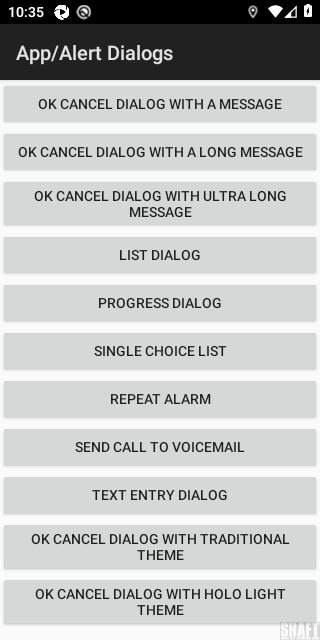 10:35
App/Alert Dialogs
OK CANCEL DIALOG WITH A MESSAGE
OK CANCEL DIALOG WITH A LONG MESSAGE
OK CANCEL DIALOG WITH ULTRA LONG
MESSAGE
LIST DIALOG
PROGRESS DIALOG
SINGLE CHOICE LIST
REPEAT ALARM
SEND CALL TO VOICEMAIL
TEXT ENTRY DIALOG
OK CANCEL DIALOG WITH TRADITIONAL
THEME
OK CANCEL DIALOG WITH HOLO LIGHT
THEME
SHAFT